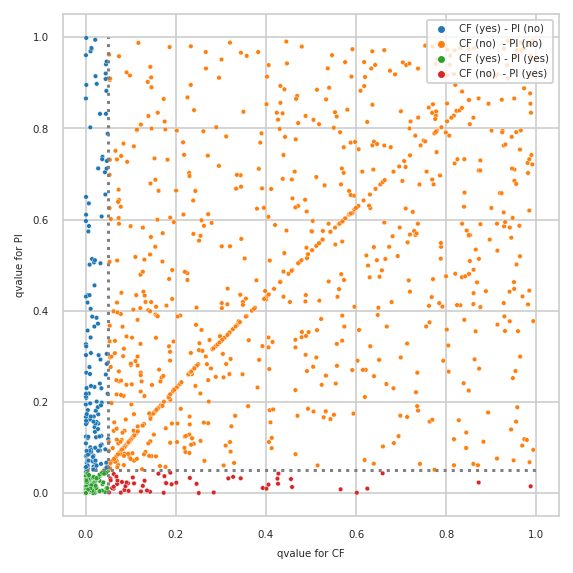 CF (yes) - PI (no)
CF (no) - PI (no)
CF (yes) - PI (yes)
CF (no) - PI (yes)
1.0
0.8
0.6
0.4
0.2
0.0
qvalue for PI
0.0 0.2 0.4 0.6 0.8 1.0
qvalue for CF